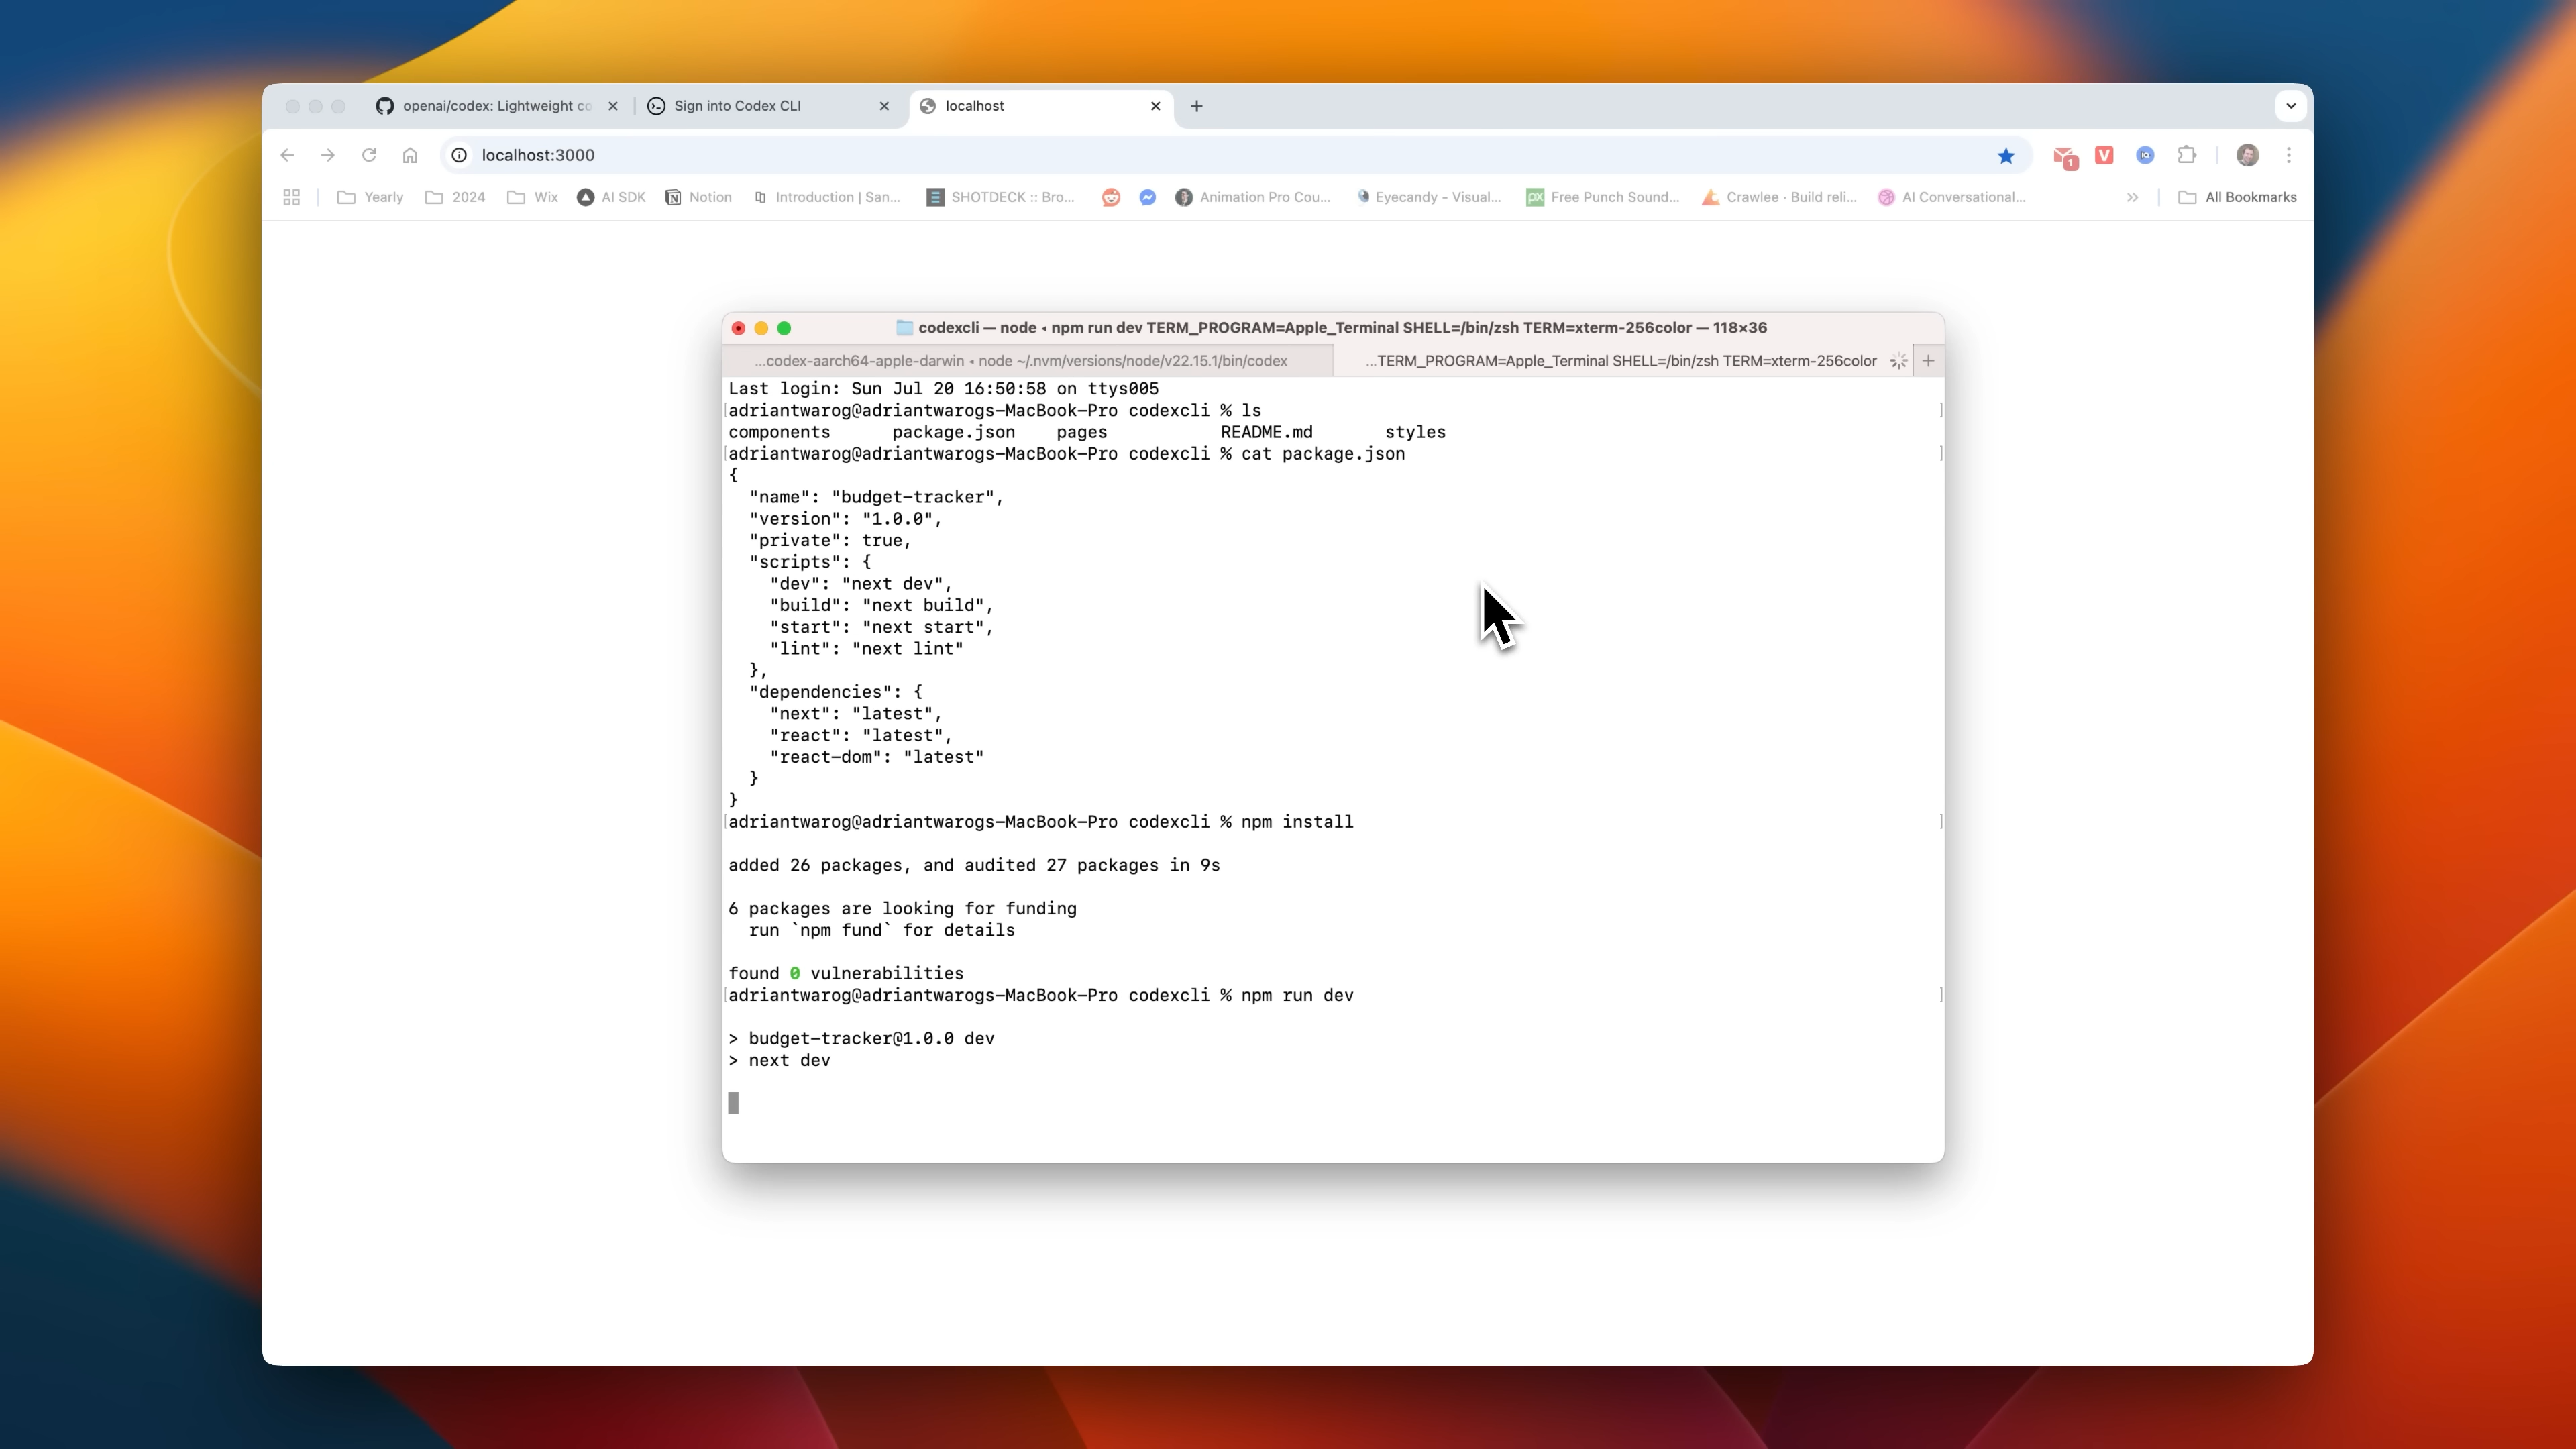 openai/codex: Lightweight co
Sign into Codex CLI
localhost
localhost:3000
1
V
Yearly
2024
Wix
AI SDK
Notion
Introduction | San...
SHOTDECK :: Bro...
Animation Pro Cou...
Eyecandy – Visual...
px
Free Punch Sound...
Crawlee · Build reli...
AI Conversational...
All Bookmarks
codexcli — node ◂ npm run dev TERM_PROGRAM=Apple_Terminal SHELL=/bin/zsh TERM=xterm-256color — 118×36
...codex-aarch64-apple-darwin ◂ node ~/.nvm/versions/node/v22.15.1/bin/codex
...TERM_PROGRAM=Apple_Terminal SHELL=/bin/zsh TERM=xterm-256color
Last login: Sun Jul 20 16:50:58 on ttys005
[adriantwarog@adriantwarogs-MacBook-Pro codexcli % ls ]
components package.json pages README.md styles
[adriantwarog@adriantwarogs-MacBook-Pro codexcli % cat package.json ]
{
"name": "budget-tracker",
"version": "1.0.0",
"private": true,
"scripts": {
"dev": "next dev",
"build": "next build",
"start": "next start",
"lint": "next lint"
},
"dependencies": {
"next": "latest",
"react": "latest",
"react-dom": "latest"
}
}
[adriantwarog@adriantwarogs-MacBook-Pro codexcli % npm install ]
added 26 packages, and audited 27 packages in 9s
6 packages are looking for funding
run `npm fund` for details
found 0 vulnerabilities
[adriantwarog@adriantwarogs-MacBook-Pro codexcli % npm run dev ]
> budget-tracker@1.0.0 dev
> next dev